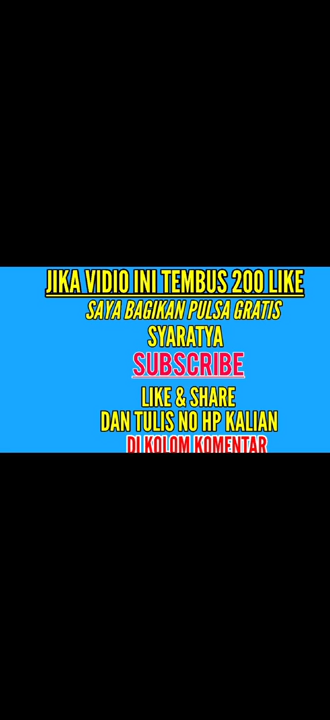 JIKA VIDIO INI TEMBUS 200 LIKE
SAYA BAGIKAN PULSA GRATIS
SYARATYA
SUBSCRIBE
LIKE & SHARE
DAN TULIS NO HP KALIAN
DI KOLOM KOMENTAR